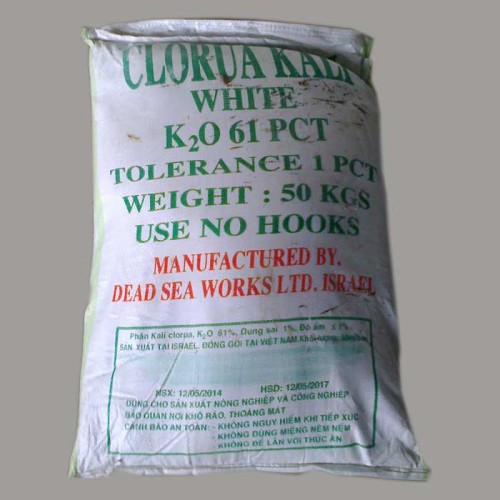 CLORUA KALI
WHITE
K₂O 61 PCT
TOLERANCE 1 PCT
WEIGHT : 50 KGS
USE NO HOOKS
MANUFACTURED BY.
DEAD SEA WORKS LTD. ISRAEL
Phân Kali clorua, K₂O 61%, Dung sai 1%, Độ ẩm ≤ 1%
SẢN XUẤT TẠI ISRAEL. ĐÓNG GÓI TẠI VIỆT NAM Khối lượng:
NSX: 12/05/2014 HSD: 12/05/2017
DÙNG CHO SẢN XUẤT NÔNG NGHIỆP VÀ CÔNG NGHIỆP
BẢO QUẢN NƠI KHÔ RÁO, THOÁNG MÁT
CẢNH BÁO AN TOÀN: - KHÔNG NGUY HIỂM KHI TIẾP XÚC
- KHÔNG DÙNG MIỆNG NẾM NẾM
- KHÔNG ĐỂ LẪN VỚI THỨC ĂN